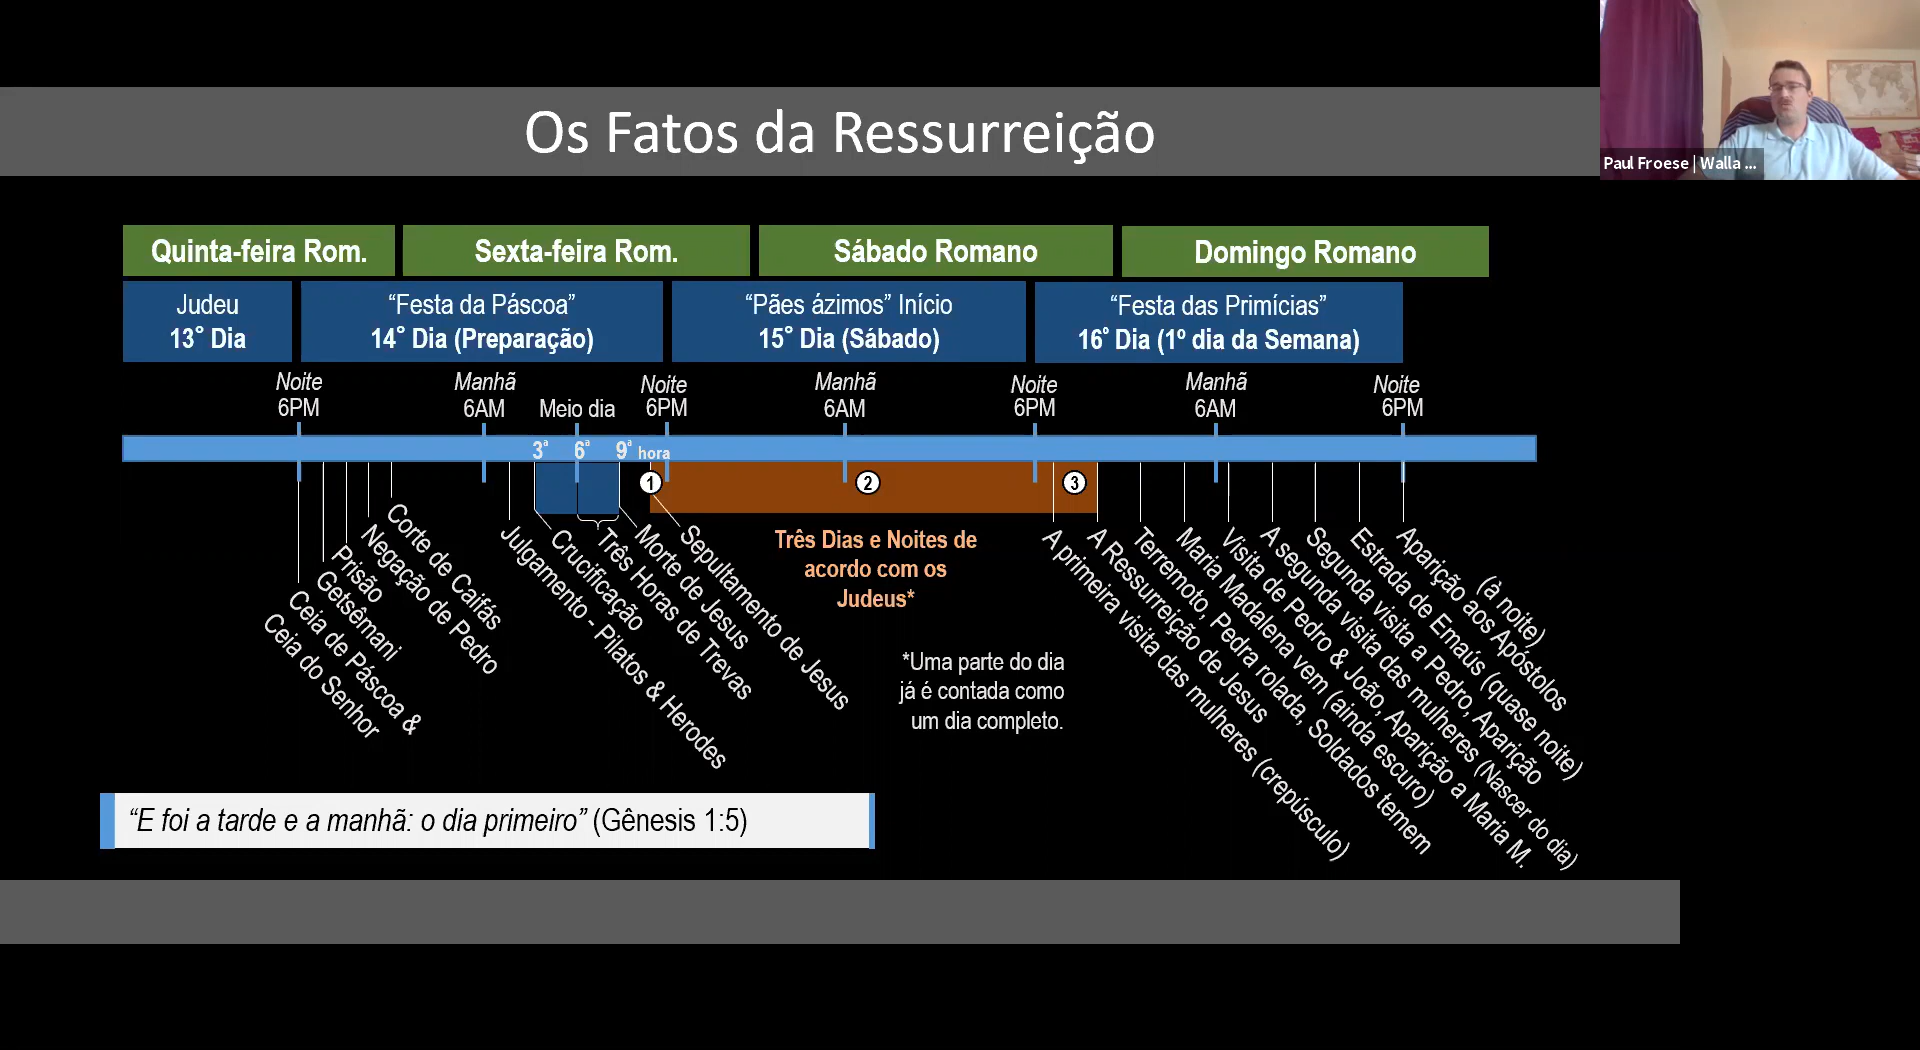 Os Fatos da Ressurreição
Paul Froese | Walla ...
Quinta-feira Rom.
Sexta-feira Rom.
Sábado Romano
Domingo Romano
Judeu
13° Dia
“Festa da Páscoa”
14° Dia (Preparação)
“Pães ázimos” Início
15° Dia (Sábado)
“Festa das Primícias”
16° Dia (1º dia da Semana)
Noite
6PM
Manhã
6AM
Meio dia
Noite
6PM
Manhã
6AM
Noite
6PM
Manhã
6AM
Noite
6PM
3ª
6ª
9ª hora
1
2
3
Ceia de Páscoa &
Ceia do Senhor
Getsêmani
Prisão
Negação de Pedro
Corte de Caifás
Julgamento - Pilatos & Herodes
Crucificação
Três Horas de Trevas
Morte de Jesus
Sepultamento de Jesus
Três Dias e Noites de
acordo com os
Judeus*
*Uma parte do dia
já é contada como
um dia completo.
A primeira visita das mulheres (crepúsculo)
A Ressurreição de Jesus
Terremoto, Pedra rolada, Soldados temem
Maria Madalena vem (ainda escuro)
Visita de Pedro & João, Aparição a Maria M.
A segunda visita das mulheres (Nascer do dia)
Segunda visita a Pedro, Aparição
Estrada de Emaús (quase noite)
Aparição aos Apóstolos
(à noite)
“E foi a tarde e a manhã: o dia primeiro” (Gênesis 1:5)